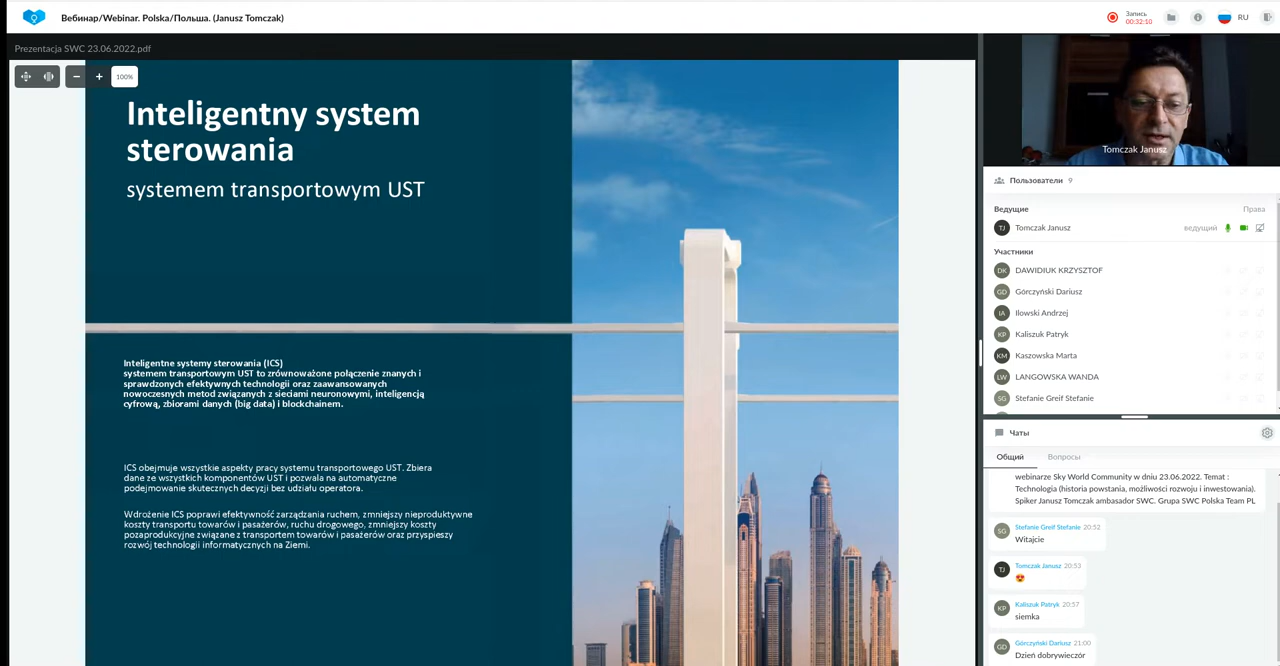 Вебинар/Webinar. Polska/Польша. (Janusz Tomczak)
Запись
00:32:10
RU
Prezentacja SWC 23.06.2022.pdf
100%
Inteligentny system
sterowania
systemem transportowym UST
Inteligentne systemy sterowania (ICS)
systemem transportowym UST to zrównoważone połączenie znanych i
sprawdzonych efektywnych technologii oraz zaawansowanych
nowoczesnych metod związanych z sieciami neuronowymi, inteligencją
cyfrową, zbiorami danych (big data) i blockchainem.
ICS obejmuje wszystkie aspekty pracy systemu transportowego UST. Zbiera
dane ze wszystkich komponentów UST i pozwala na automatyczne
podejmowanie skutecznych decyzji bez udziału operatora.
Wdrożenie ICS poprawi efektywność zarządzania ruchem, zmniejszy nieproduktywne
koszty transportu towarów i pasażerów, ruchu drogowego, zmniejszy koszty
pozaprodukcyjne związane z transportem towarów i pasażerów oraz przyspieszy
rozwój technologii informatycznych na Ziemi.
Tomczak Janusz
Пользователи 9
Ведущие Права
TJ Tomczak Janusz ведущий
Участники
DK DAWIDIUK KRZYSZTOF
GD Górczyński Dariusz
IA Ilowski Andrzej
KP Kaliszuk Patryk
KM Kaszowska Marta
LW LANGOWSKA WANDA
SG Stefanie Greif Stefanie
Чаты
Общий Вопросы
webinarze Sky World Community w dniu 23.06.2022. Temat :
Technologia (historia powstania, możliwości rozwoju i inwestowania).
Spiker Janusz Tomczak ambasador SWC. Grupa SWC Polska Team PL
SG Stefanie Greif Stefanie 20:52
Witajcie
TJ Tomczak Janusz 20:53
😍
KP Kaliszuk Patryk 20:57
siemka
GD Górczyński Dariusz 21:00
Dzień dobrywieczór